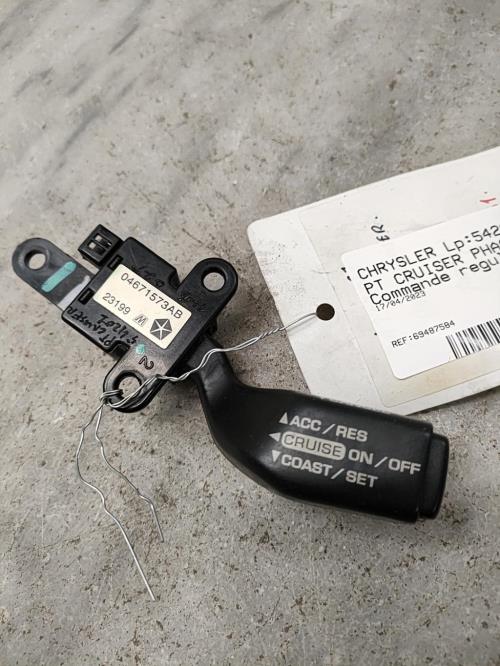 04671573AB
23199 W
2
▲ACC/RES
◀CRUISE ON/OFF
▼COAST/SET
CHRYSLER Lp:542
PT CRUISER PHA
Commande regu
17/04/2023
REF:69487584